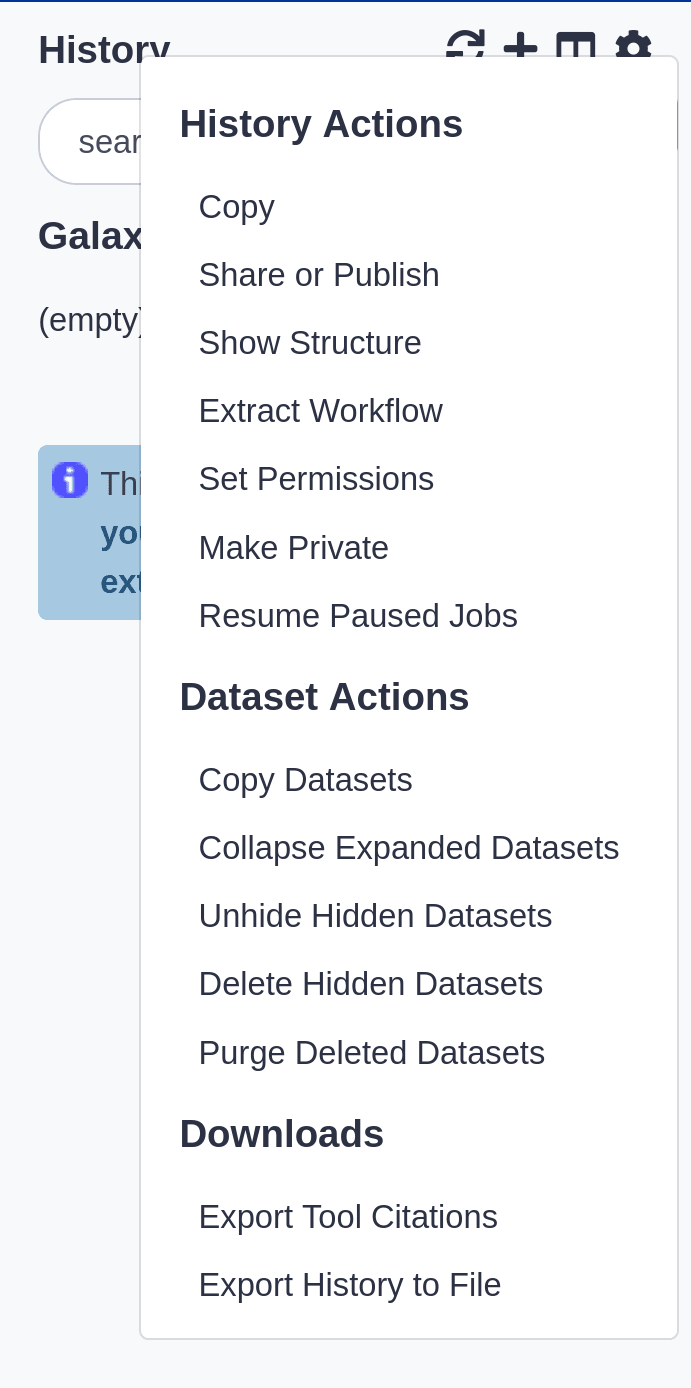 History
History Actions
Copy
Share or Publish
Show Structure
Extract Workflow
Set Permissions
Make Private
Resume Paused Jobs
Dataset Actions
Copy Datasets
Collapse Expanded Datasets
Unhide Hidden Datasets
Delete Hidden Datasets
Purge Deleted Datasets
Downloads
Export Tool Citations
Export History to File
sear
Galax
(empty)
Thi
you
ext